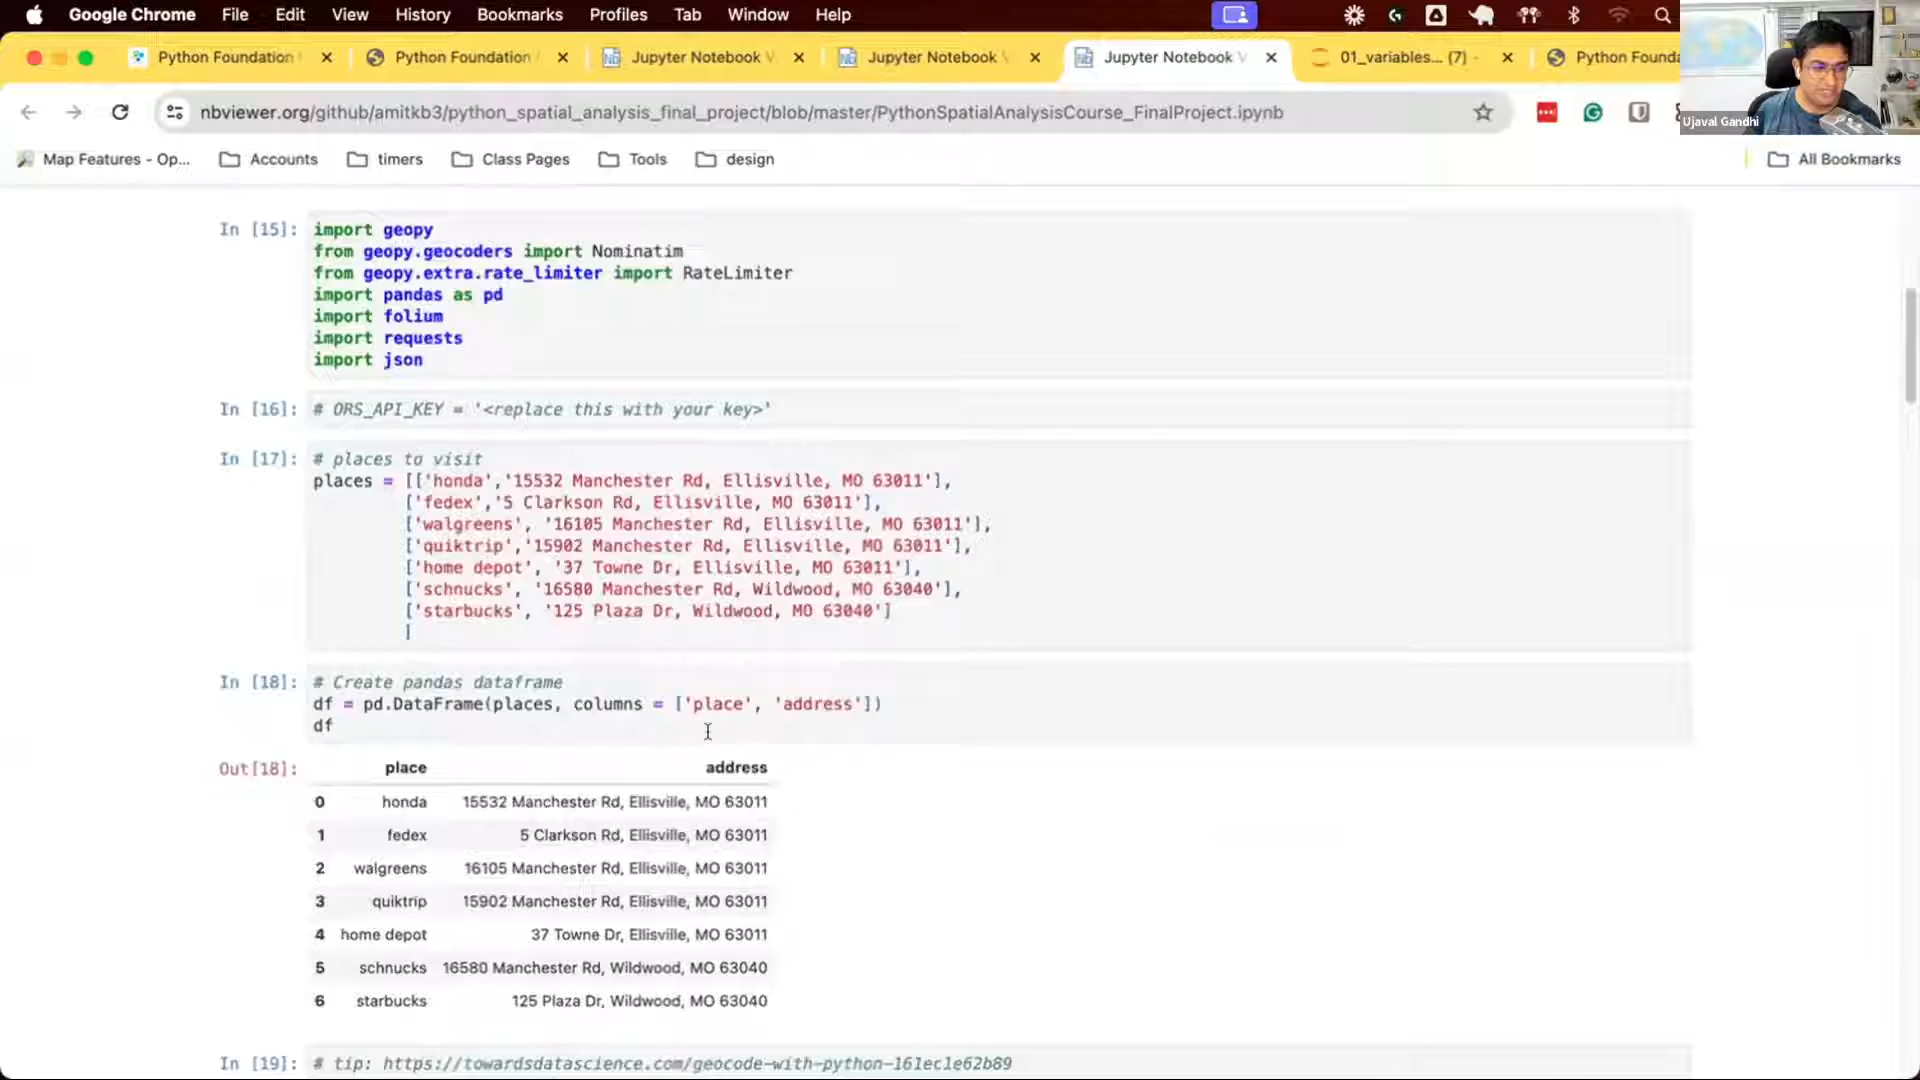 Google Chrome File Edit View History Bookmarks Profiles Tab Window Help
Python Foundation Python Foundation Jupyter Notebook V Jupyter Notebook Jupyter Notebook V 01_variables... (7) - Python Founda
nbviewer.org/github/amitkb3/python_spatial_analysis_final_project/blob/master/PythonSpatialAnalysisCourse_FinalProject.ipynb
Ujaval Gandhi
Map Features - Op... Accounts timers Class Pages Tools design All Bookmarks
In [15]: import geopy
from geopy.geocoders import Nominatim
from geopy.extra.rate_limiter import RateLimiter
import pandas as pd
import folium
import requests
import json
In [16]: # ORS_API_KEY = '<replace this with your key>'
In [17]: # places to visit
places = [['honda','15532 Manchester Rd, Ellisville, MO 63011'],
['fedex','5 Clarkson Rd, Ellisville, MO 63011'],
['walgreens', '16105 Manchester Rd, Ellisville, MO 63011'],
['quiktrip','15902 Manchester Rd, Ellisville, MO 63011'],
['home depot', '37 Towne Dr, Ellisville, MO 63011'],
['schnucks', '16580 Manchester Rd, Wildwood, MO 63040'],
['starbucks', '125 Plaza Dr, Wildwood, MO 63040']
]
In [18]: # Create pandas dataframe
df = pd.DataFrame(places, columns = ['place', 'address'])
df
Out[18]: place address
0 honda 15532 Manchester Rd, Ellisville, MO 63011
1 fedex 5 Clarkson Rd, Ellisville, MO 63011
2 walgreens 16105 Manchester Rd, Ellisville, MO 63011
3 quiktrip 15902 Manchester Rd, Ellisville, MO 63011
4 home depot 37 Towne Dr, Ellisville, MO 63011
5 schnucks 16580 Manchester Rd, Wildwood, MO 63040
6 starbucks 125 Plaza Dr, Wildwood, MO 63040
In [19]: # tip: https://towardsdatascience.com/geocode-with-python-161ec1e62b89